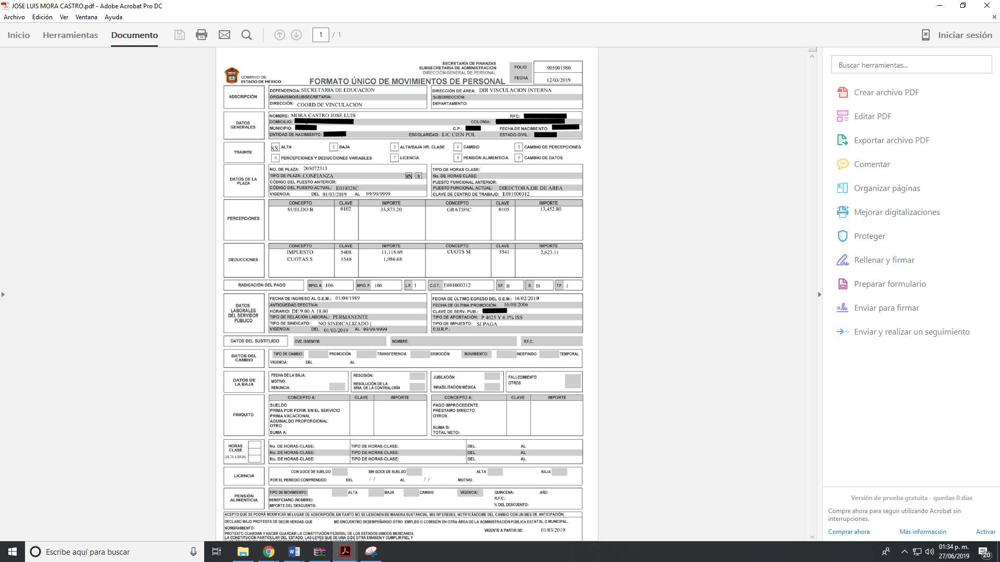 JOSE LUIS MORA CASTRO.pdf - Adobe Acrobat Pro DC
Archivo Edición Ver Ventana Ayuda
Inicio Herramientas Documento 1 / 1 Iniciar sesión
SECRETARÍA DE FINANZAS
SUBSECRETARÍA DE ADMINISTRACIÓN
DIRECCIÓN GENERAL DE PERSONAL
GOBIERNO DEL
ESTADO DE MÉXICO
FORMATO ÚNICO DE MOVIMIENTOS DE PERSONAL
FOLIO 905001980
FECHA 12/03/2019
ADSCRIPCIÓN
DEPENDENCIA: SECRETARIA DE EDUCACION
ORGANISMO/SUBSECRETARIA:
DIRECCIÓN: COORD DE VINCULACION
DIRECCIÓN DE ÁREA: DIR VINCULACION INTERNA
SUBDIRECCIÓN:
DEPARTAMENTO:
DATOS GENERALES
NOMBRE: MORA CASTRO JOSE LUIS RFC:
DOMICILIO: COLONIA:
MUNICIPIO: C.P.: FECHA DE NACIMIENTO:
ENTIDAD DE NACIMIENTO: ESCOLARIDAD: LIC CIEN POL ESTADO CIVIL:
TRÁMITE
XX ALTA 2 BAJA 3 ALTA/BAJA HR. CLASE 4 CAMBIO 5 CAMBIO DE PERCEPCIONES
6 PERCEPCIONES Y DEDUCCIONES VARIABLES 7 LICENCIA 8 PENSIÓN ALIMENTICIA 9 CAMBIO DE DATOS
DATOS DE LA PLAZA
NO. DE PLAZA: 205072313
TIPO DE PLAZA: CONFIANZA S
CÓDIGO DEL PUESTO ANTERIOR:
CÓDIGO DEL PUESTO ACTUAL: E010328C
VIGENCIA: DEL 01/03/2019 AL 99/99/9999
TIPO DE HORAS CLASE:
No. DE HORAS CLASE:
PUESTO FUNCIONAL ANTERIOR:
PUESTO FUNCIONAL ACTUAL: DIRECTORA,OR DE AREA
CLAVE DE CENTRO DE TRABAJO: E081000312
PERCEPCIONES
CONCEPTO CLAVE IMPORTE CONCEPTO CLAVE IMPORTE
SUELDO B 0102 35,873.20 GRATIFIC 0105 13,452.80
DEDUCCIONES
CONCEPTO CLAVE IMPORTE CONCEPTO CLAVE IMPORTE
IMPUESTO 5408 11,118.69 CUOTS SI 5541 2,623.11
CUOTAS S 5540 1,986.68
RADICACIÓN DEL PAGO MPIO. A. 106 MPIO. P. 106 L.P. 1 C.C.T. E081000312 S.P. B B. B T.P. 1
DATOS LABORALES DEL SERVIDOR PÚBLICO
FECHA DE INGRESO AL G.E.M.: 01/04/1989
ANTIGÜEDAD EFECTIVA:
HORARIO: DE 9.00 A 18.00
TIPO DE RELACIÓN LABORAL: PERMANENTE
TIPO DE SINDICATO: NO SINDICALIZADO (
VIGENCIA: DEL 01/03/2019 AL 99/99/9999
FECHA DE ÚLTIMO EGRESO DEL G.E.M.: 16/02/2019
FECHA DE ÚLTIMA PROMOCIÓN: 16/08/2006
CLAVE DE SERV. PUB.:
TIPO DE APORTACIÓN: P 4625 Y 6.1% ISS
TIPO DE IMPUESTO: SI PAGA
C.U.R.P.:
DATOS DEL SUSTITUIDO CVE. ISSEMYM. NOMBRE: R.F.C.:
DATOS DEL CAMBIO
TIPO DE CAMBIO: PROMOCIÓN TRANSFERENCIA DEMOCIÓN MOVIMIENTO: INDEFINIDO TEMPORAL
VIGENCIA: DEL AL
DATOS DE LA BAJA
FECHA DE LA BAJA:
MOTIVO:
RENUNCIA:
RESCISIÓN:
RESOLUCIÓN DE LA
SRIA. DE LA CONTRALORÍA
JUBILACIÓN
INHABILITACIÓN MÉDICA
FALLECIMIENTO
OTROS
FINIQUITO
CONCEPTO A: CLAVE IMPORTE CONCEPTO A: CLAVE IMPORTE
SUELDO
PRIMA POR PERM. EN EL SERVICIO
PRIMA VACACIONAL
AGUINALDO PROPORCIONAL
OTRO
SUMA A:
PAGO IMPROCEDENTE
PRÉSTAMO DIRECTO
OTROS
SUMA B:
TOTAL NETO:
HORAS CLASE (ALTA o BAJA)
No. DE HORAS-CLASE: TIPO DE HORAS-CLASE: DEL AL
No. DE HORAS-CLASE: TIPO DE HORAS-CLASE: DEL AL
No. DE HORAS-CLASE: TIPO DE HORAS-CLASE: DEL AL
LICENCIA
CON GOCE DE SUELDO SIN GOCE DE SUELDO ALTA BAJA
POR EL PERÍODO COMPRENDIDO DEL / / AL / / MOTIVO:
PENSIÓN ALIMENTICIA
TIPO DE MOVIMIENTO: ALTA BAJA CAMBIO VIGENCIA: QUINCENA: AÑO
BENEFICIARIO (NOMBRE): R.F.C.:
IMPORTE DEL DESCUENTO: % DEL DESCUENTO:
ACEPTO QUE SE PODRÁ MODIFICAR MI LUGAR DE ADSCRIPCIÓN, EN TANTO NO SE LESIONEN DE MANERA SUSTANCIAL MIS INTERESES, NOTIFICÁNDOME DEL CAMBIO CON UN MES DE ANTICIPACIÓN.
DECLARO BAJO PROTESTA DE DECIR VERDAD QUE ME ENCUENTRO DESEMPEÑANDO OTRO EMPLEO O COMISIÓN EN OTRA ÁREA DE LA ADMINISTRACIÓN PÚBLICA ESTATAL O MUNICIPAL.
NOMBRAMIENTO: VIGENTE A PARTIR DE: 01/03/2019
PROTESTO GUARDAR Y HACER GUARDAR LA CONSTITUCIÓN FEDERAL DE LOS ESTADOS UNIDOS MEXICANOS,
LA CONSTITUCIÓN PARTICULAR DEL ESTADO, LAS LEYES QUE DE UNA O DE OTRA EMANEN Y CUMPLIR FIEL Y
Buscar herramientas...
Crear archivo PDF
Editar PDF
Exportar archivo PDF
Comentar
Organizar páginas
Mejorar digitalizaciones
Proteger
Rellenar y firmar
Preparar formulario
Enviar para firmar
Enviar y realizar un seguimiento
Versión de prueba gratuita - quedan 0 días
Compre ahora para seguir utilizando Acrobat sin
interrupciones.
Comprar ahora Más información Activar
Escribe aquí para buscar
01:34 p. m.
27/06/2019
20